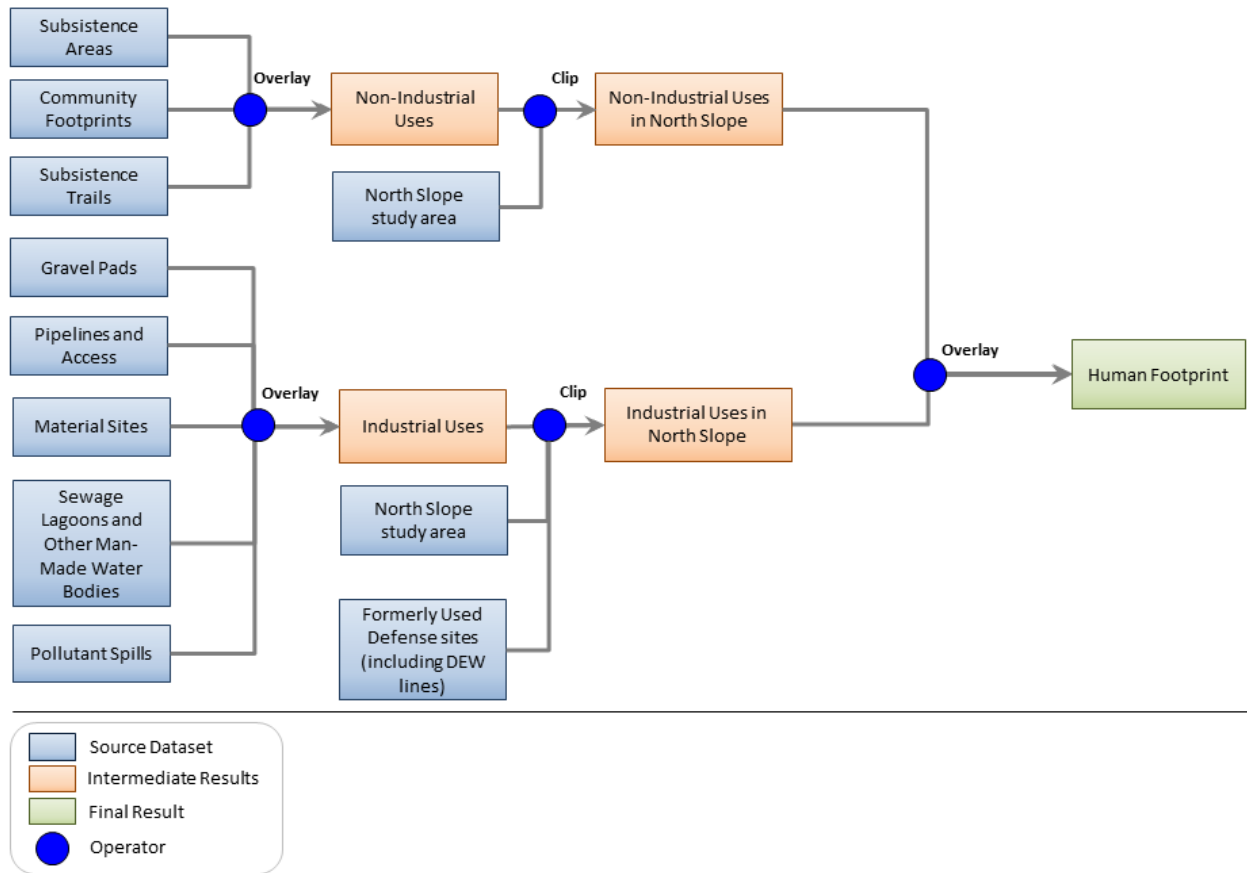 Subsistence
Areas
Community
Footprints
Subsistence
Trails
Overlay
Non-Industrial
Uses
Clip
Non-Industrial Uses
in North Slope
North Slope
study area
Gravel Pads
Pipelines and
Access
Material Sites
Sewage
Lagoons and
Other Man-
Made Water
Bodies
Pollutant Spills
Overlay
Industrial Uses
Clip
Industrial Uses in
North Slope
North Slope
study area
Formerly Used
Defense sites
(including DEW
lines)
Overlay
Human Footprint
Source Dataset
Intermediate Results
Final Result
Operator